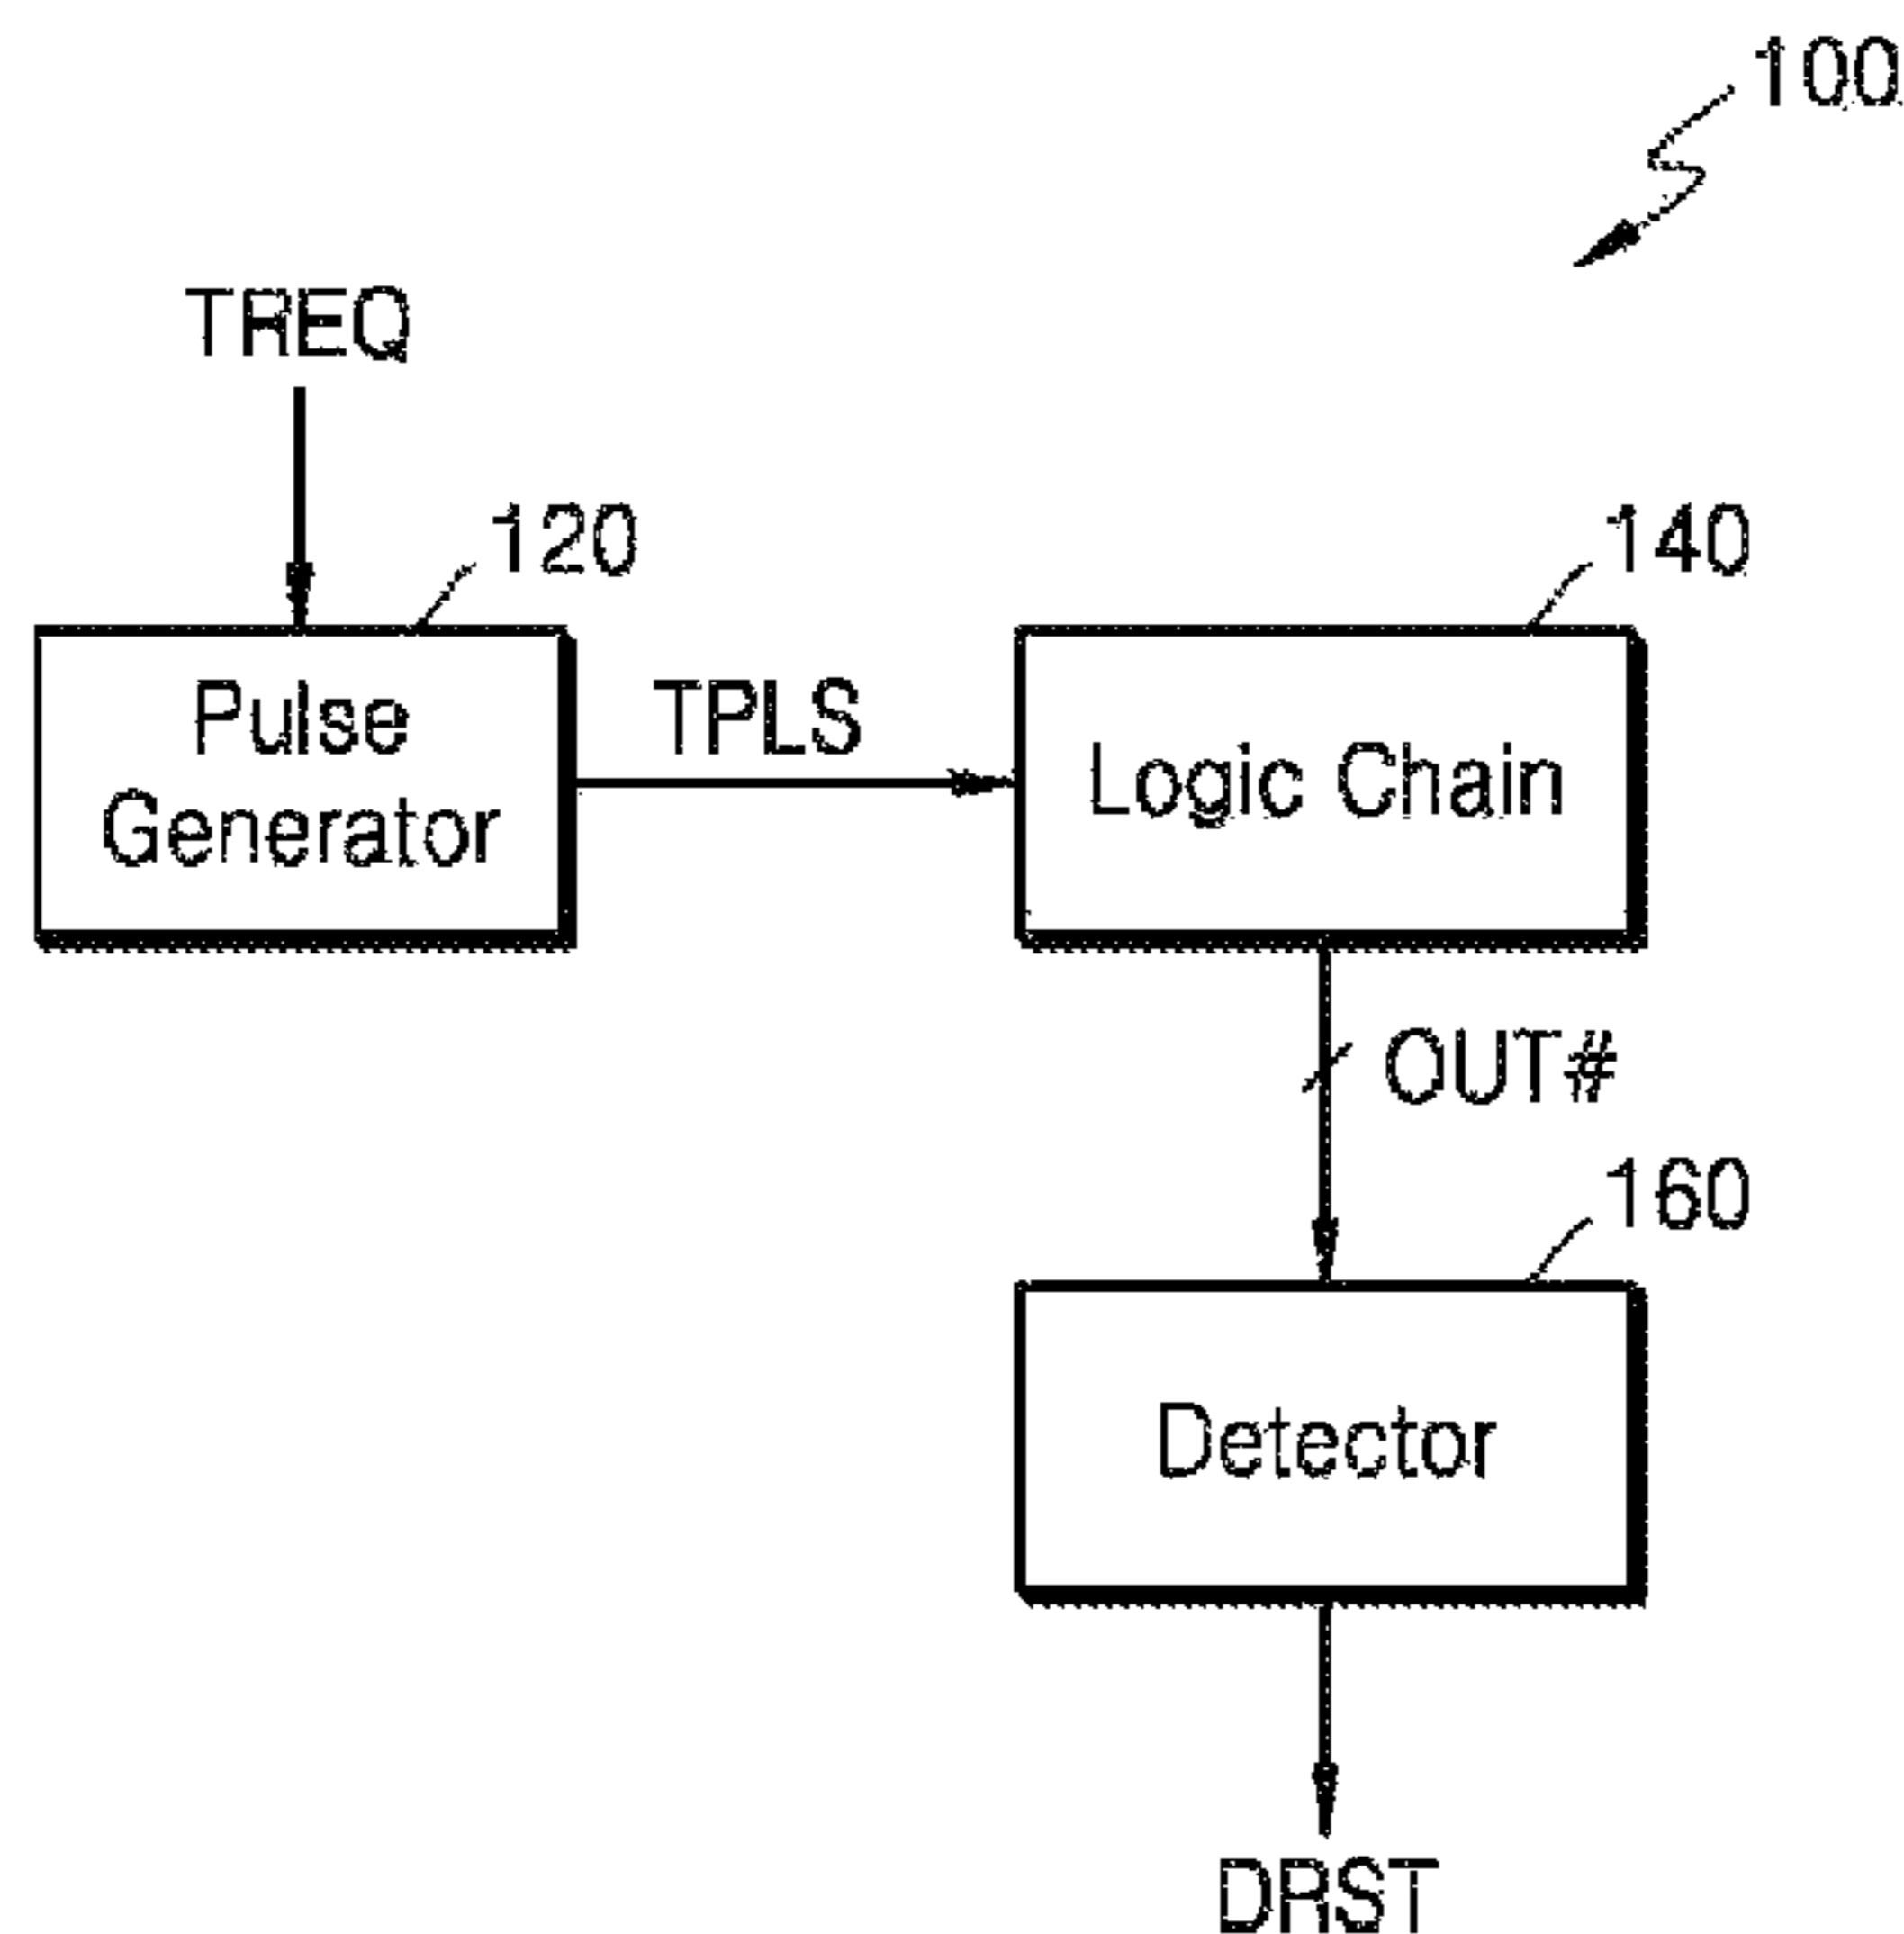 100
TREQ
120
140
Pulse
Generator
TPLS
Logic Chain
OUT#
160
Detector
DRST